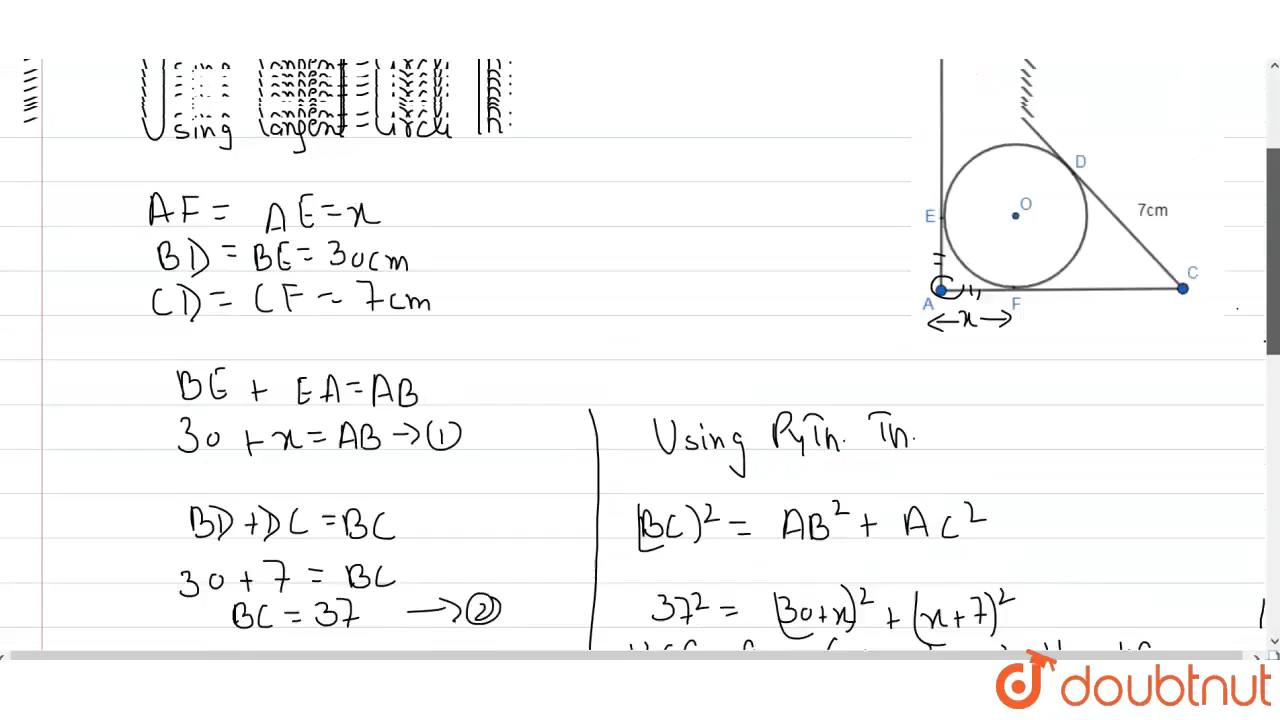 Using Tangent - Circle Th:
AF = AE = x
BD = BE = 30cm
CD = CF = 7cm
BE + EA = AB
30 + x = AB → ①
BD + DC = BC
30 + 7 = BC
BC = 37 → ②
D
O
E
7cm
C
A
F
x
Using PyTh. Th.
(BC)² = AB² + AC²
37² = (30+x)² + (x+7)²
doubtnut